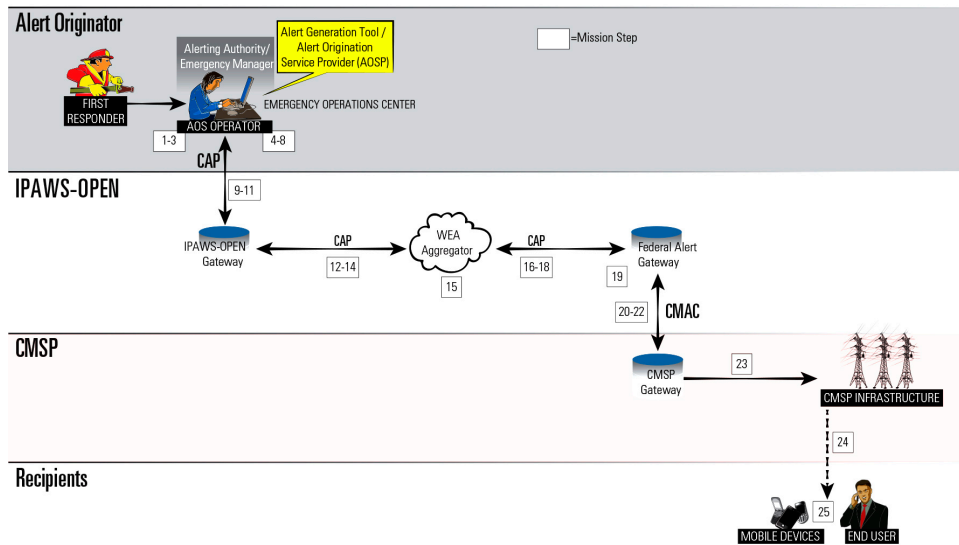 Alert Originator
Alerting Authority/
Emergency Manager
Alert Generation Tool /
Alert Origination
Service Provider (AOSP)
=Mission Step
FIRST
RESPONDER
EMERGENCY OPERATIONS CENTER
AOS OPERATOR
1-3
4-8
CAP
9-11
IPAWS-OPEN
IPAWS-OPEN
Gateway
CAP
12-14
WEA
Aggregator
15
CAP
16-18
Federal Alert
Gateway
19
20-22
CMAC
CMSP
CMSP
Gateway
23
CMSP INFRASTRUCTURE
24
Recipients
25
MOBILE DEVICES
END USER